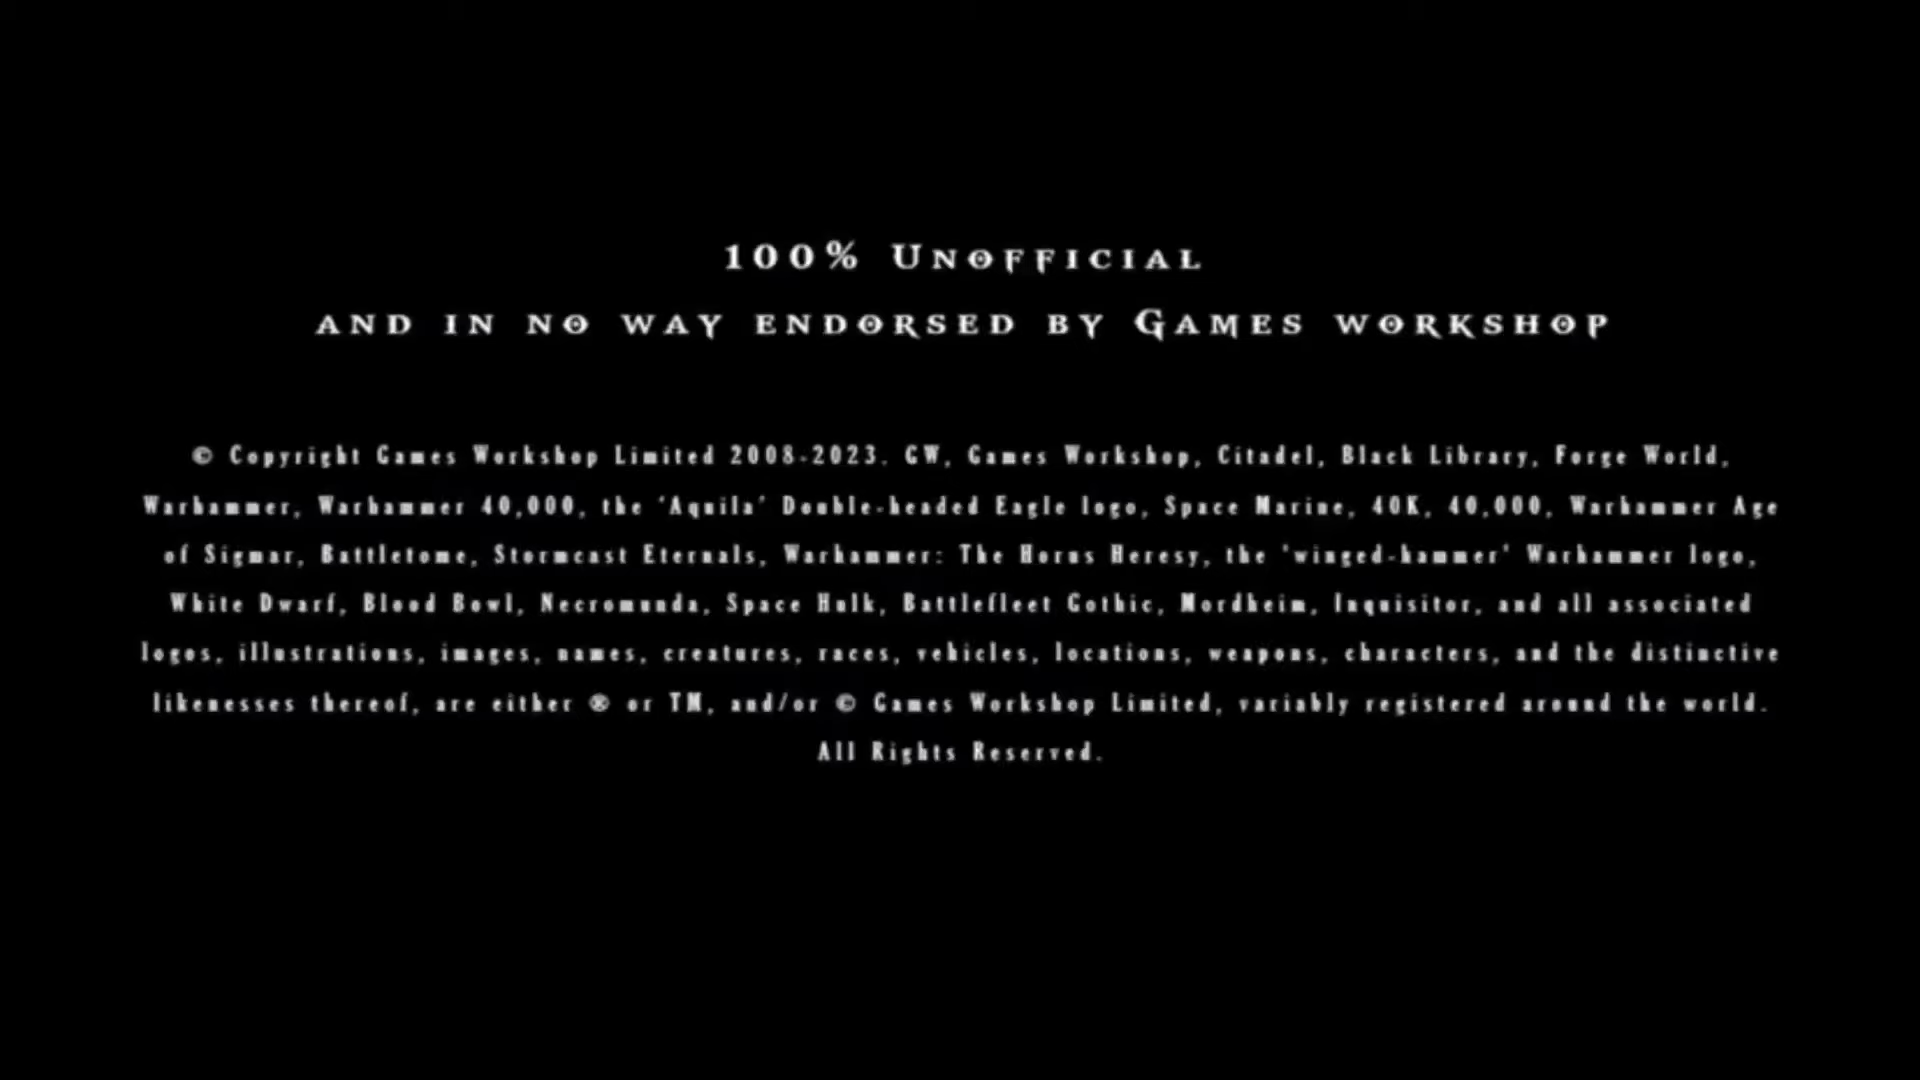 100% Unofficial
and in no way endorsed by Games workshop
© Copyright Games Workshop Limited 2008-2023. GW, Games Workshop, Citadel, Black Library, Forge World,
Warhammer, Warhammer 40,000, the ‘Aquila’ Double-headed Eagle logo, Space Marine, 40K, 40,000, Warhammer Age
of Sigmar, Battletome, Stormcast Eternals, Warhammer: The Horus Heresy, the 'winged-hammer' Warhammer logo,
White Dwarf, Blood Bowl, Necromunda, Space Hulk, Battlefleet Gothic, Mordheim, Inquisitor, and all associated
logos, illustrations, images, names, creatures, races, vehicles, locations, weapons, characters, and the distinctive
likenesses thereof, are either ® or TM, and/or © Games Workshop Limited, variably registered around the world.
All Rights Reserved.